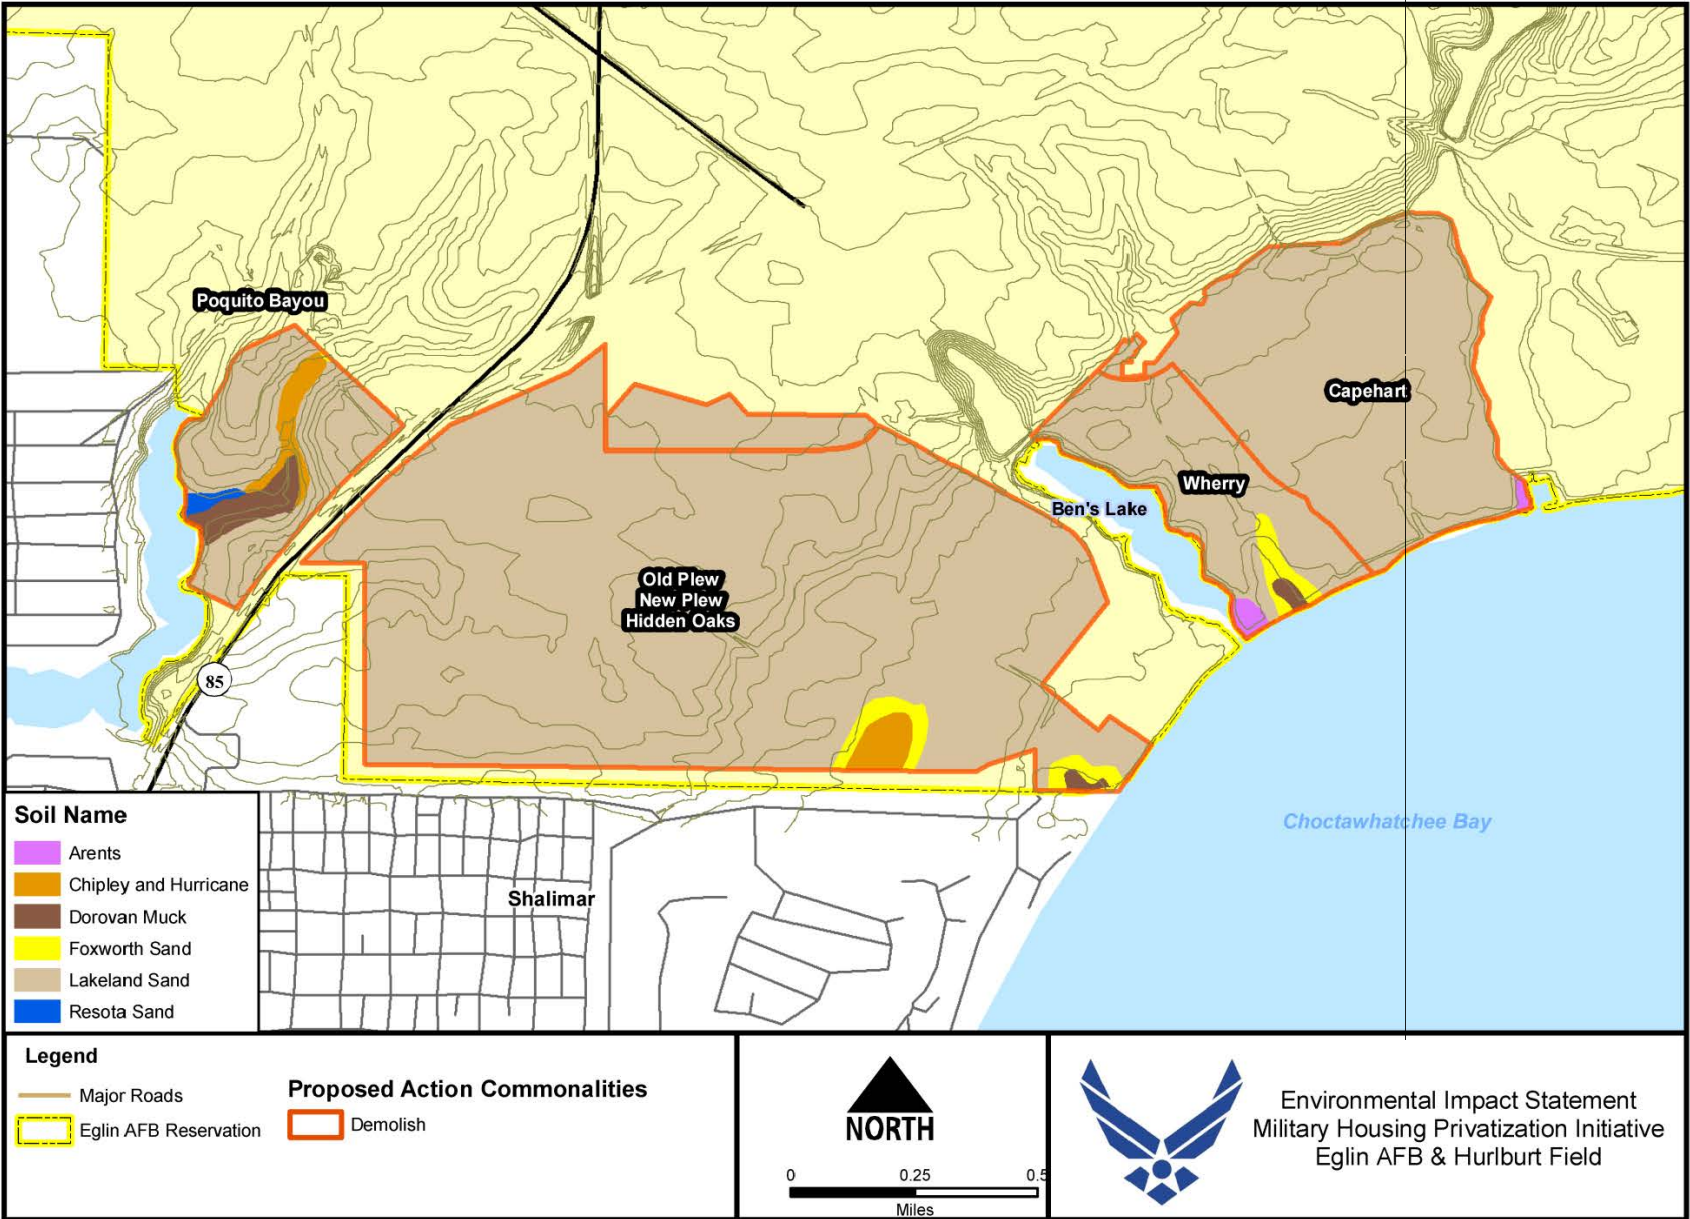 Poquito Bayou
Capehart
Wherry
Ben's Lake
Old Plew
New Plew
Hidden Oaks
85
Choctawhatchee Bay
Shalimar
Soil Name
Arents
Chipley and Hurricane
Dorovan Muck
Foxworth Sand
Lakeland Sand
Resota Sand
Legend
Major Roads
Eglin AFB Reservation
Proposed Action Commonalities
Demolish
NORTH
0 0.25 0.5
Miles
Environmental Impact Statement
Military Housing Privatization Initiative
Eglin AFB & Hurlburt Field